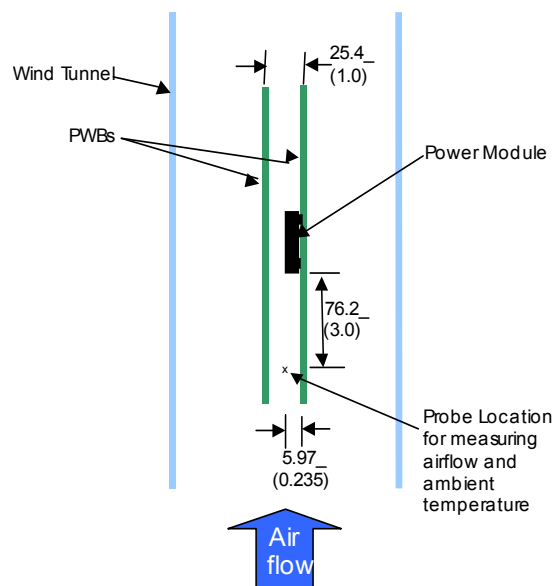 25.4_
(1.0)
Wind Tunnel
PWBs
Power Module
76.2_
(3.0)
x
Probe Location
for measuring
airflow and
ambient
temperature
5.97_
(0.235)
Air
flow